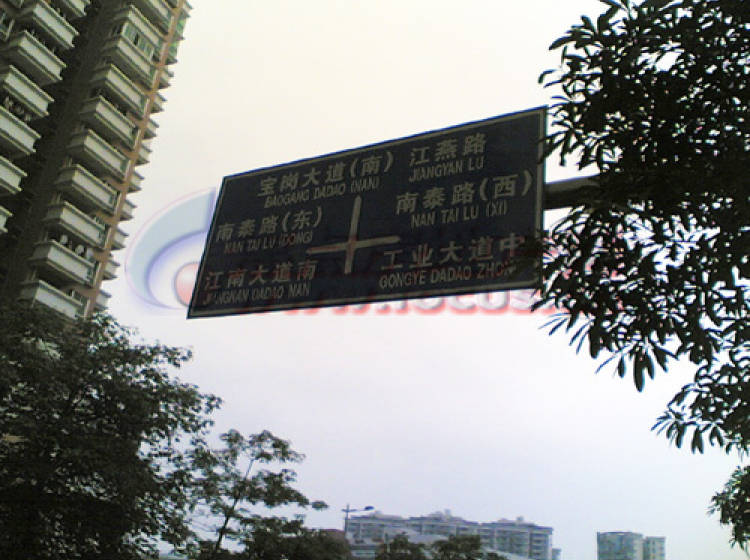 宝岗大道(南) 江燕路
BAOGANG DADAO (NAN) JIANGYAN LU
南泰路(东) 南泰路(西)
NAN TAI LU (DONG) NAN TAI LU (XI)
江南大道南 工业大道中
JIANGNAN DADAO NAN GONGYE DADAO ZHONG